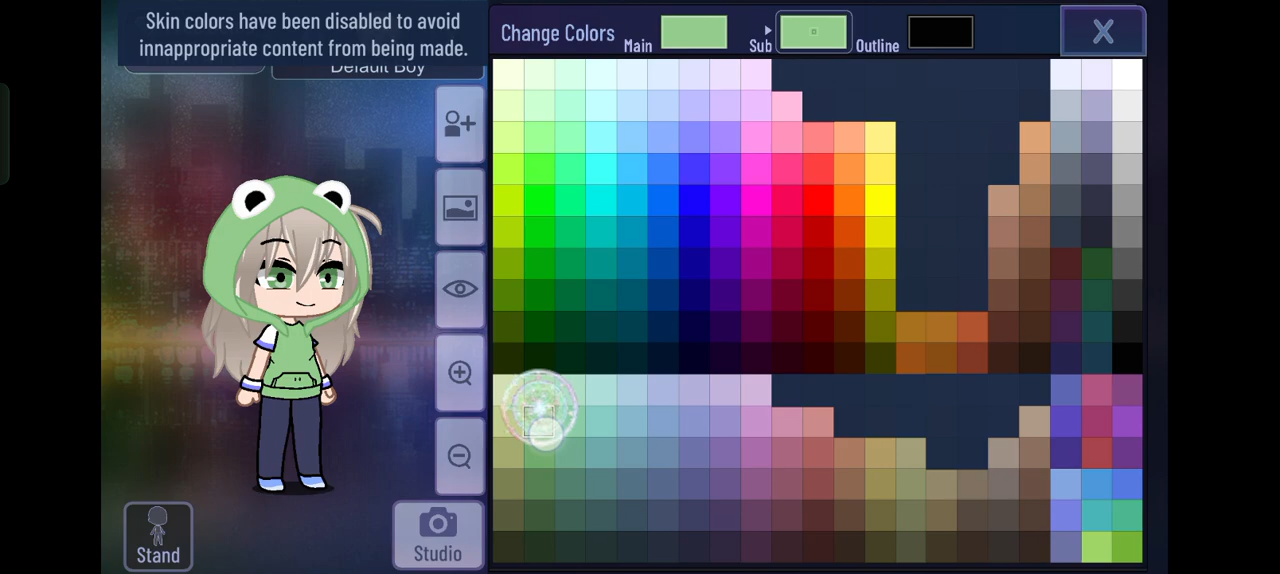 Skin colors have been disabled to avoid
innappropriate content from being made.
Default Boy
Change Colors
Main
Sub
Outline
X
Stand
Studio